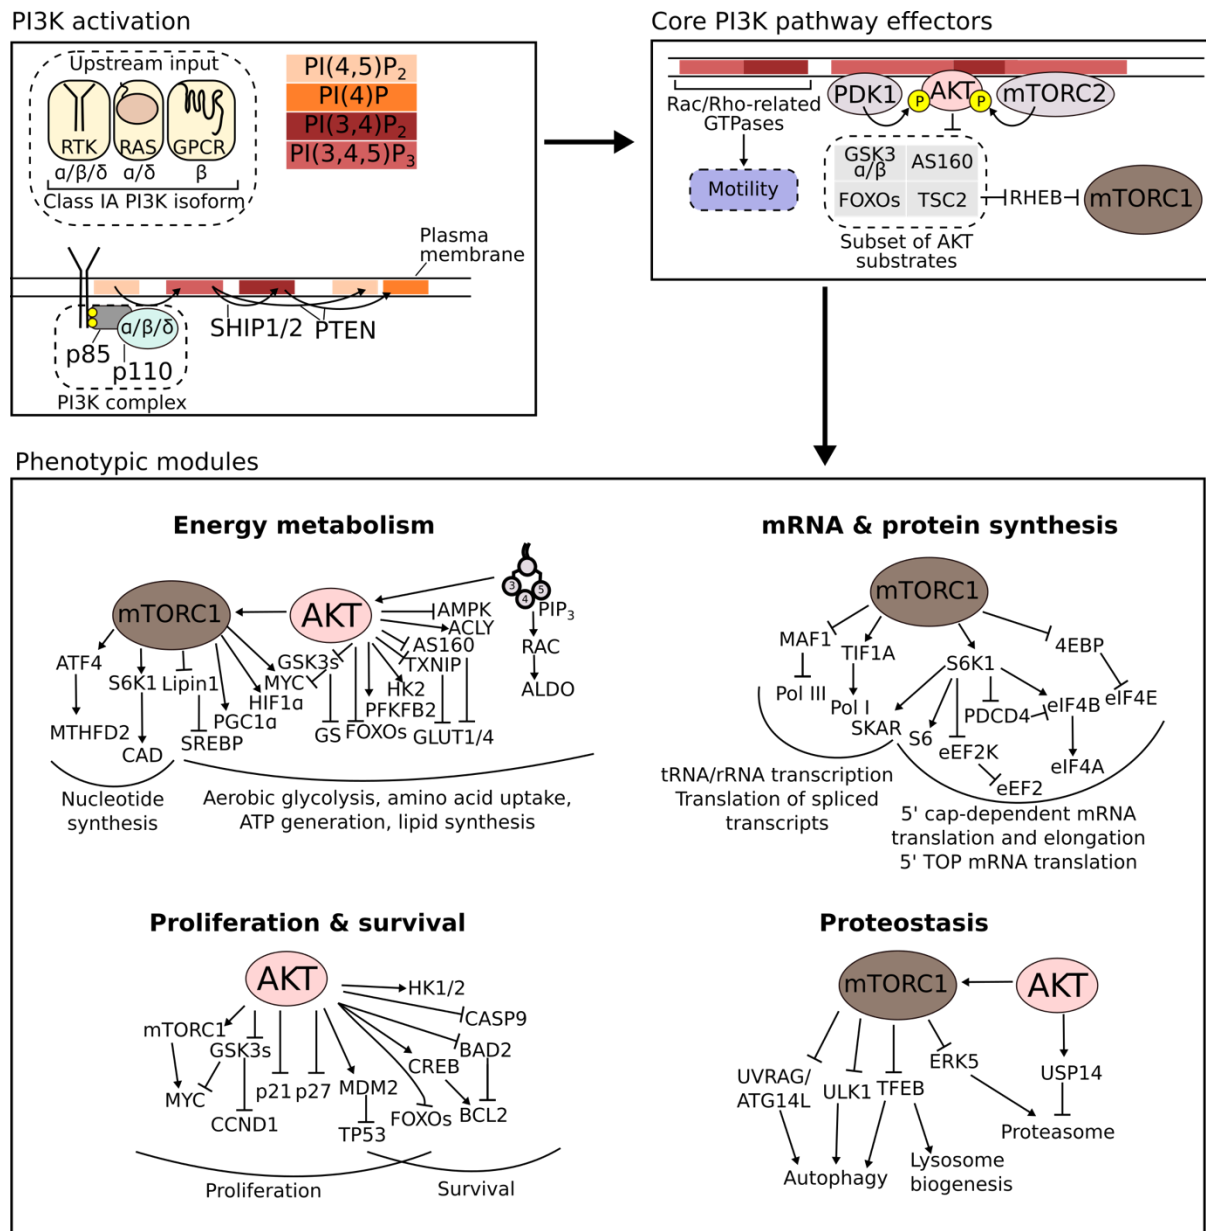 PI3K activation
Upstream input
RTK
RAS
GPCR
α/β/δ
α/δ
β
Class IA PI3K isoform
PI(4,5)P2
PI(4)P
PI(3,4)P2
PI(3,4,5)P3
Plasma
membrane
SHIP1/2
PTEN
α/β/δ
p85
p110
PI3K complex
Core PI3K pathway effectors
PDK1
P
AKT
P
mTORC2
Rac/Rho-related
GTPases
Motility
GSK3
α/β
AS160
FOXOs
TSC2
RHEB
mTORC1
Subset of AKT
substrates
Phenotypic modules
Energy metabolism
mTORC1
AKT
3
4
5
PIP3
AMPK
ACLY
AS160
TXNIP
RAC
ALDO
ATF4
S6K1
Lipin1
GSK3s
MYC
HIF1α
PGC1α
HK2
PFKFB2
MTHFD2
CAD
SREBP
GS
FOXOs
GLUT1/4
Nucleotide
synthesis
Aerobic glycolysis, amino acid uptake,
ATP generation, lipid synthesis
mRNA & protein synthesis
mTORC1
MAF1
TIF1A
S6K1
4EBP
Pol III
Pol I
SKAR
S6
PDCD4
eIF4B
eIF4E
eEF2K
eEF2
eIF4A
tRNA/rRNA transcription
Translation of spliced
transcripts
5' cap-dependent mRNA
translation and elongation
5' TOP mRNA translation
Proliferation & survival
AKT
HK1/2
CASP9
BAD2
mTORC1
GSK3s
CREB
MYC
p21
p27
MDM2
CCND1
TP53
FOXOs
BCL2
Proliferation
Survival
Proteostasis
mTORC1
AKT
UVRAG/
ATG14L
ULK1
TFEB
ERK5
USP14
Proteasome
Autophagy
Lysosome
biogenesis